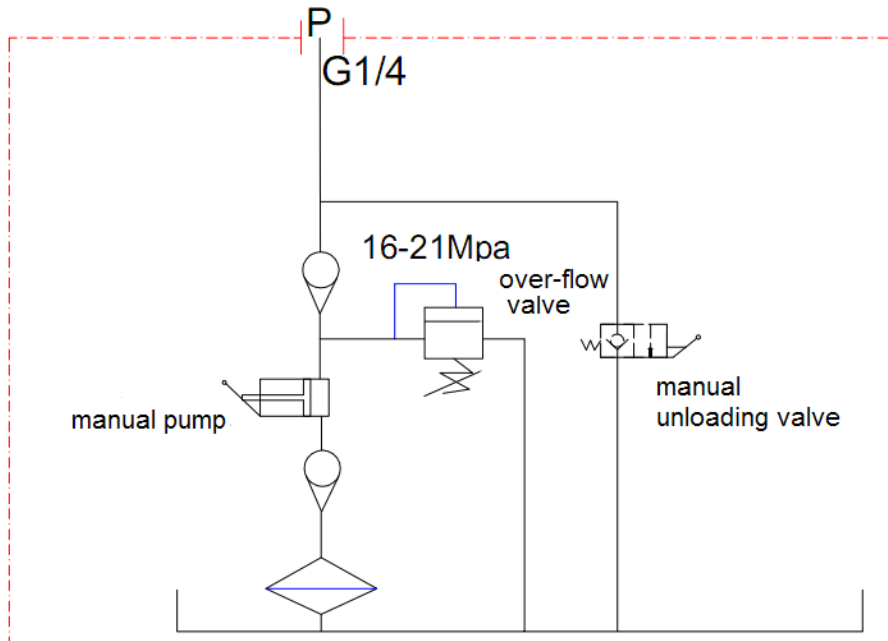 P
G1/4
16-21Mpa
over-flow
valve
manual pump
manual
unloading valve